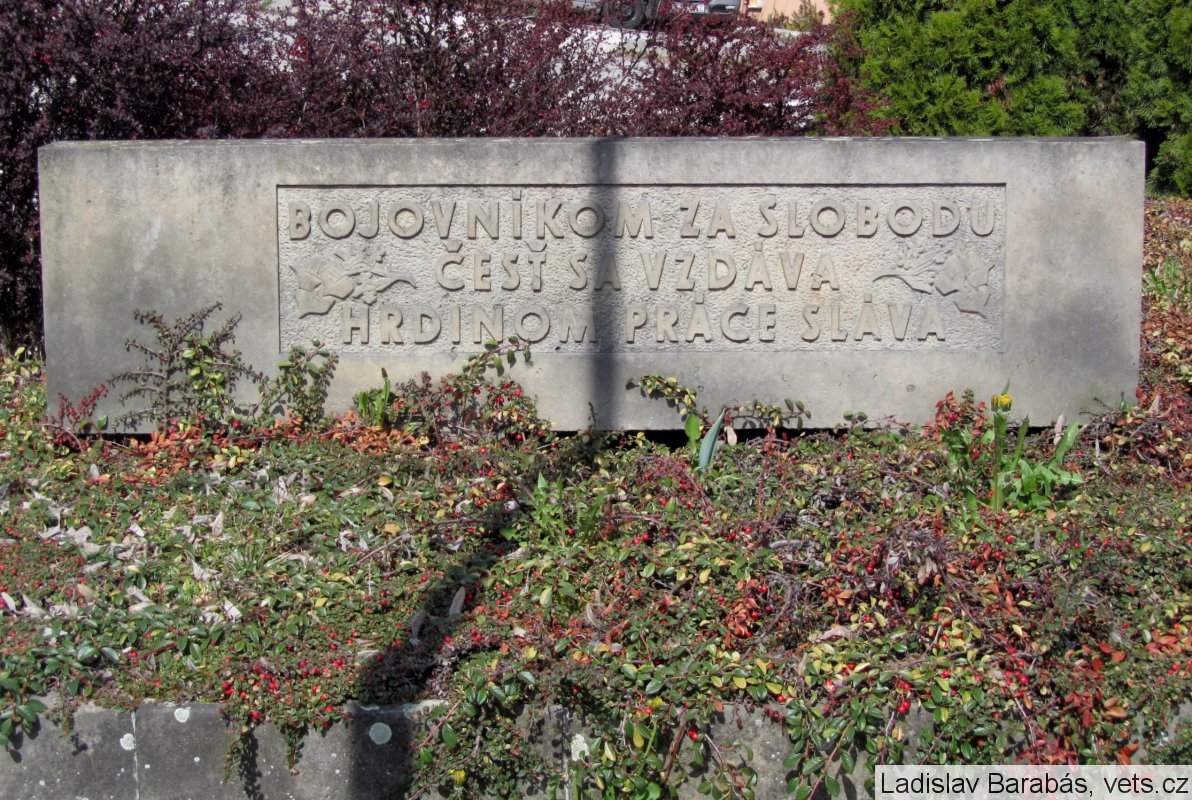 BOJOVNÍKOM ZA SLOBODU
ČESŤ SA VZDÁVA
HRDINOM PRÁCE SLÁVA
Ladislav Barabás, vets.cz